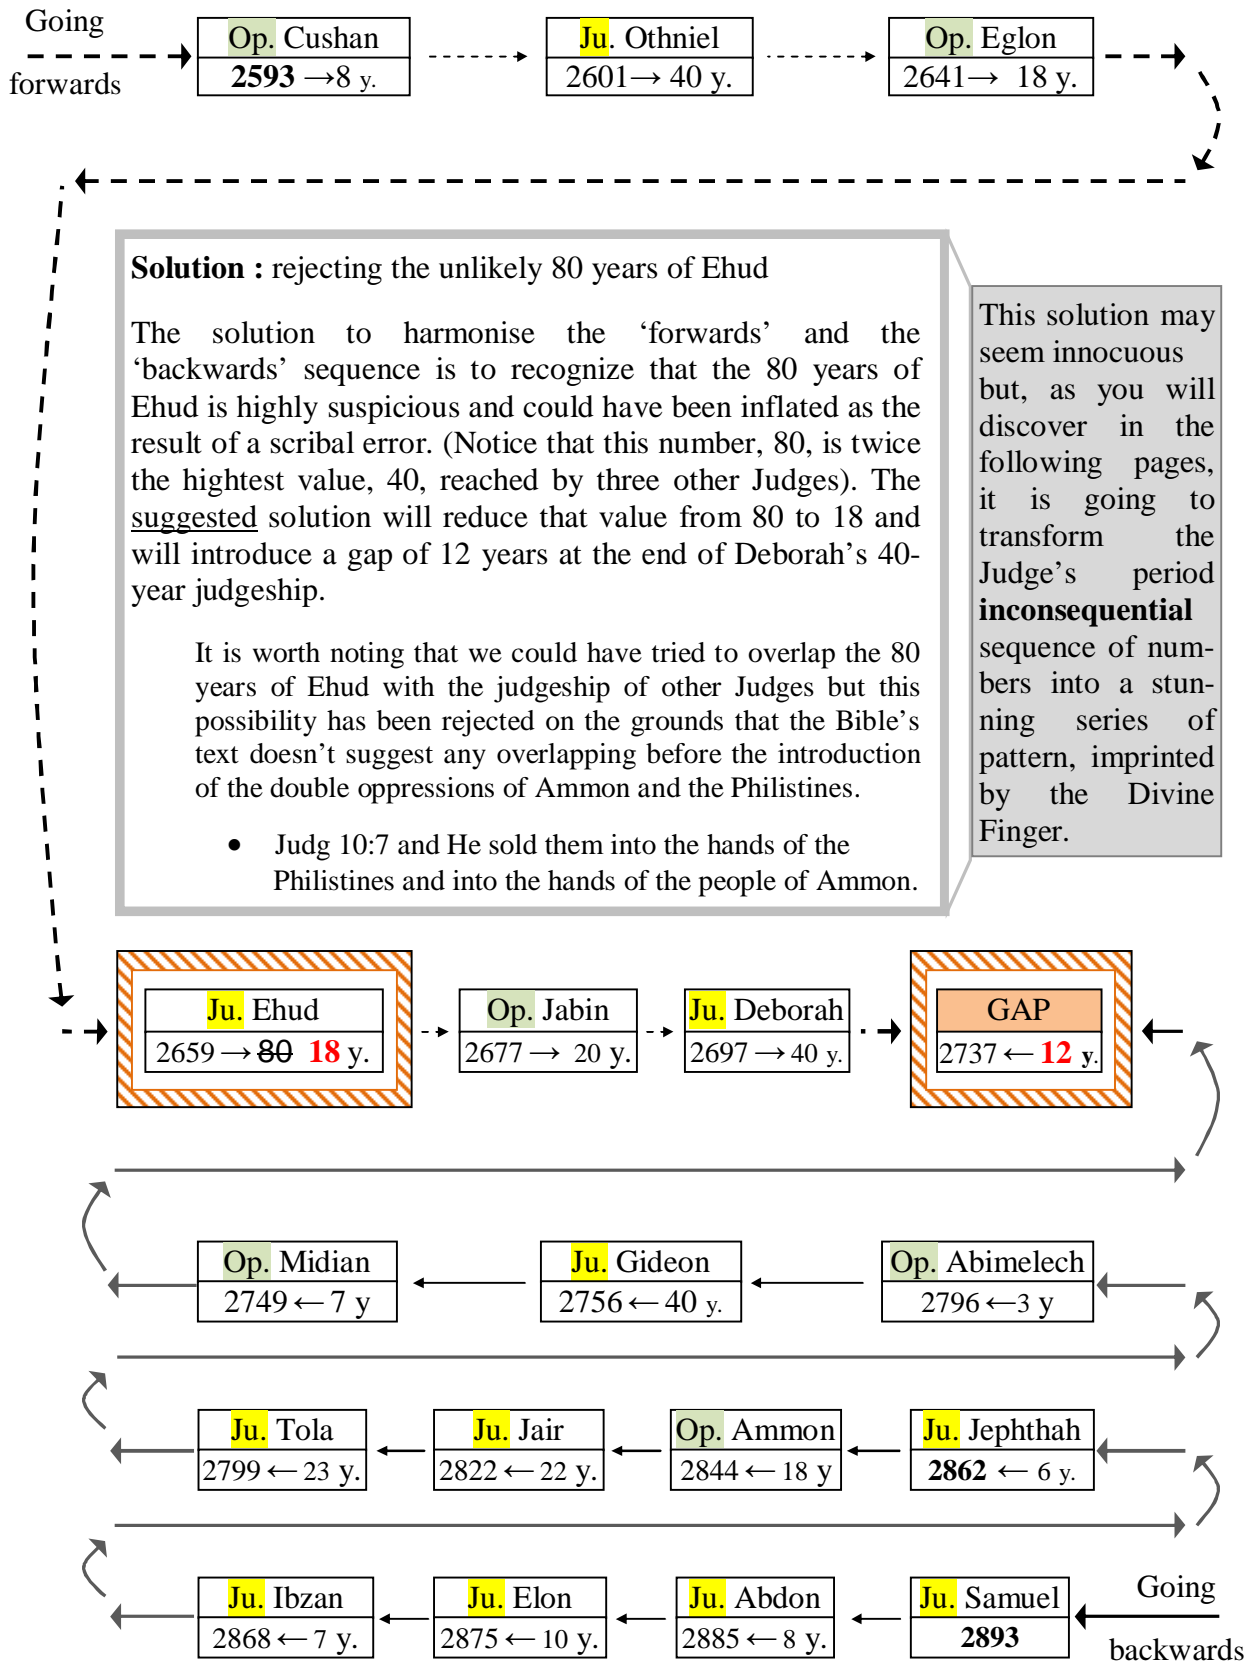 Going
forwards
Op. Cushan
2593 →8 y.
Ju. Othniel
2601→ 40 y.
Op. Eglon
2641→ 18 y.
Solution : rejecting the unlikely 80 years of Ehud
The solution to harmonise the ‘forwards’ and the
‘backwards’ sequence is to recognize that the 80 years of
Ehud is highly suspicious and could have been inflated as the
result of a scribal error. (Notice that this number, 80, is twice
the hightest value, 40, reached by three other Judges). The
suggested solution will reduce that value from 80 to 18 and
will introduce a gap of 12 years at the end of Deborah’s 40-
year judgeship.
It is worth noting that we could have tried to overlap the 80
years of Ehud with the judgeship of other Judges but this
possibility has been rejected on the grounds that the Bible’s
text doesn’t suggest any overlapping before the introduction
of the double oppressions of Ammon and the Philistines.
• Judg 10:7 and He sold them into the hands of the
Philistines and into the hands of the people of Ammon.
This solution may
seem innocuous
but, as you will
discover in the
following pages,
it is going to
transform the
Judge’s period
inconsequential
sequence of num-
bers into a stun-
ning series of
pattern, imprinted
by the Divine
Finger.
Ju. Ehud
2659 → 80 18 y.
Op. Jabin
2677 → 20 y.
Ju. Deborah
2697 → 40 y.
GAP
2737 ← 12 y.
Op. Midian
2749 ← 7 y
Ju. Gideon
2756 ← 40 y.
Op. Abimelech
2796 ←3 y
Ju. Tola
2799 ← 23 y.
Ju. Jair
2822 ← 22 y.
Op. Ammon
2844 ← 18 y
Ju. Jephthah
2862 ← 6 y.
Ju. Ibzan
2868 ← 7 y.
Ju. Elon
2875 ← 10 y.
Ju. Abdon
2885 ← 8 y.
Ju. Samuel
2893
Going
backwards